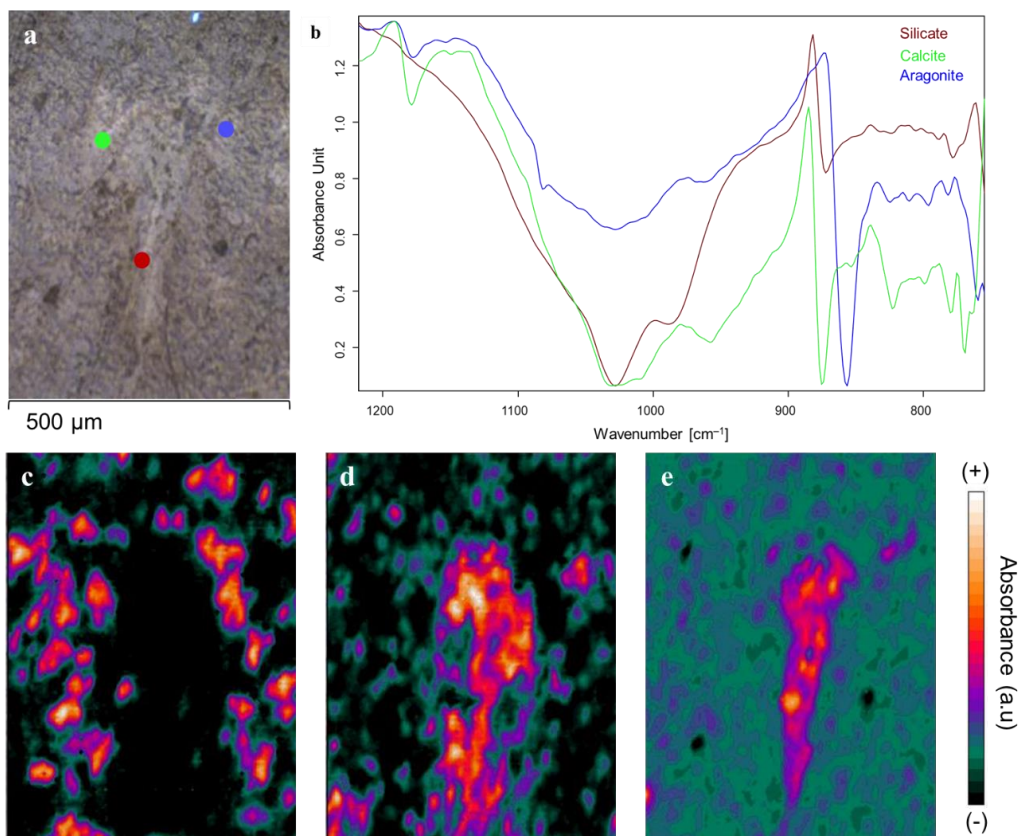 a
500 µm
b
Silicate
Calcite
Aragonite
Absorbance Unit
0.2 0.4 0.6 0.8 1.0 1.2
1200 1100 1000 900 800
Wavenumber [cm⁻¹]
c
d
e
(+)
Absorbance (a.u)
(-)